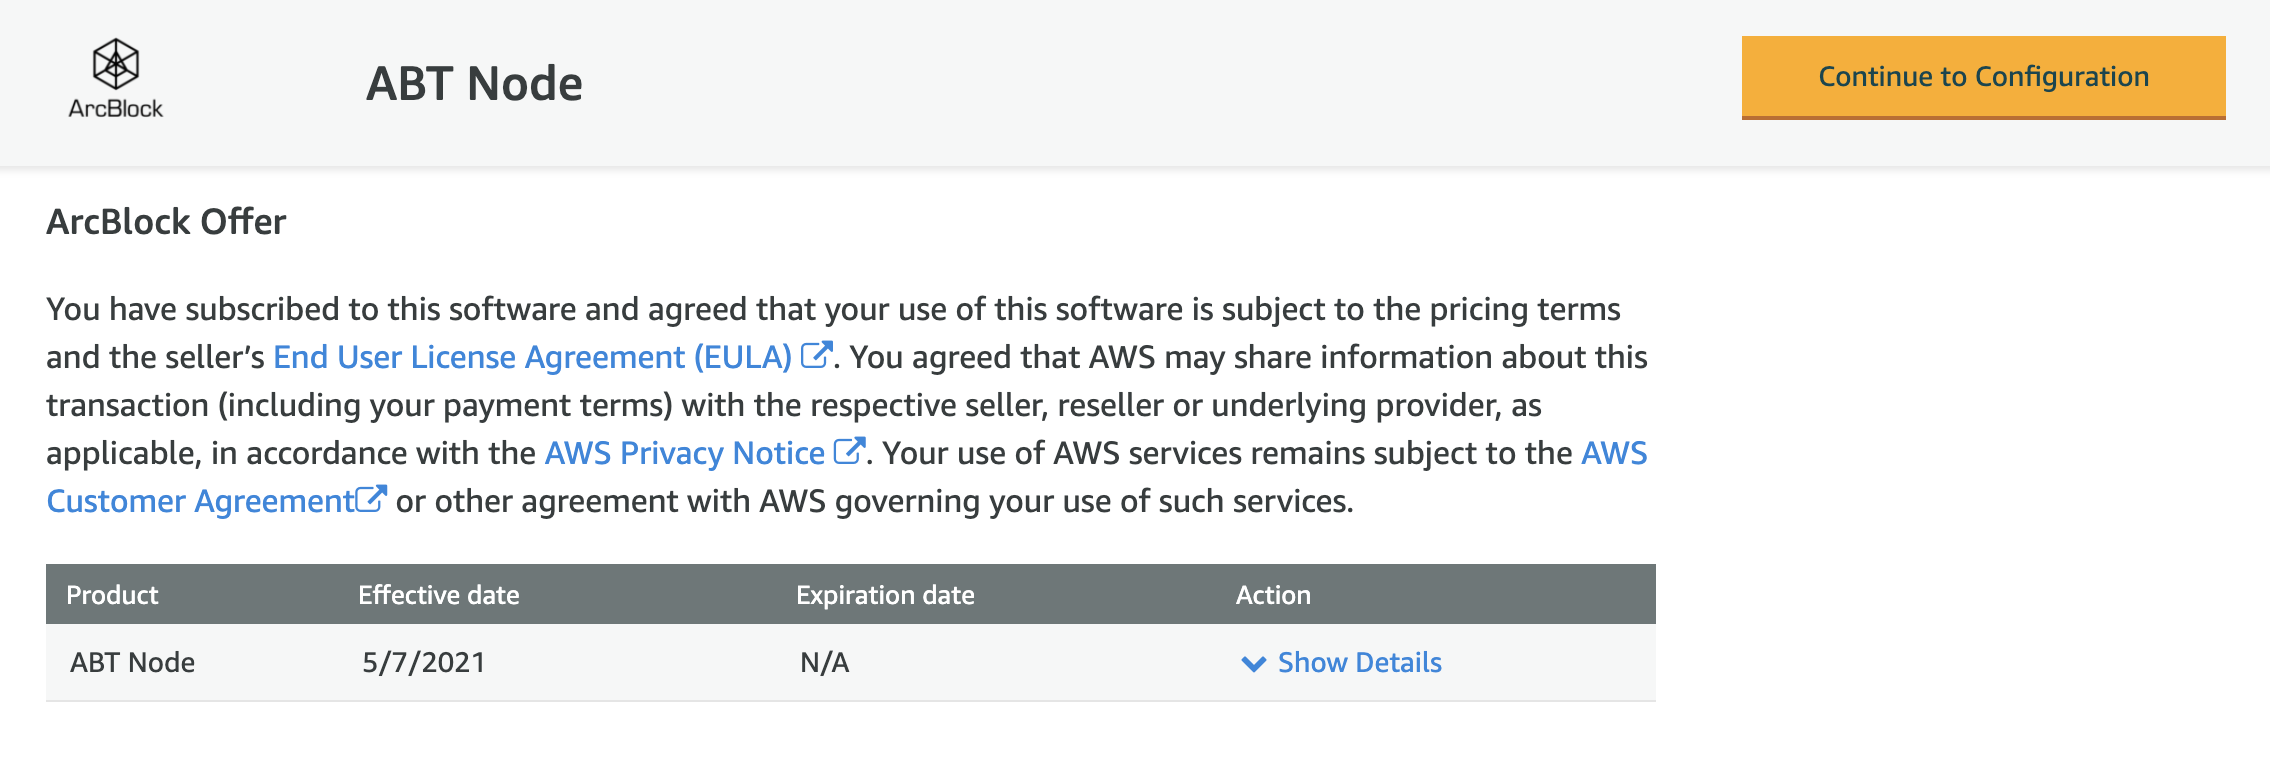 ArcBlock
ABT Node
Continue to Configuration
ArcBlock Offer
You have subscribed to this software and agreed that your use of this software is subject to the pricing terms
and the seller’s End User License Agreement (EULA). You agreed that AWS may share information about this
transaction (including your payment terms) with the respective seller, reseller or underlying provider, as
applicable, in accordance with the AWS Privacy Notice. Your use of AWS services remains subject to the AWS
Customer Agreement or other agreement with AWS governing your use of such services.
Product Effective date Expiration date Action
ABT Node 5/7/2021 N/A Show Details